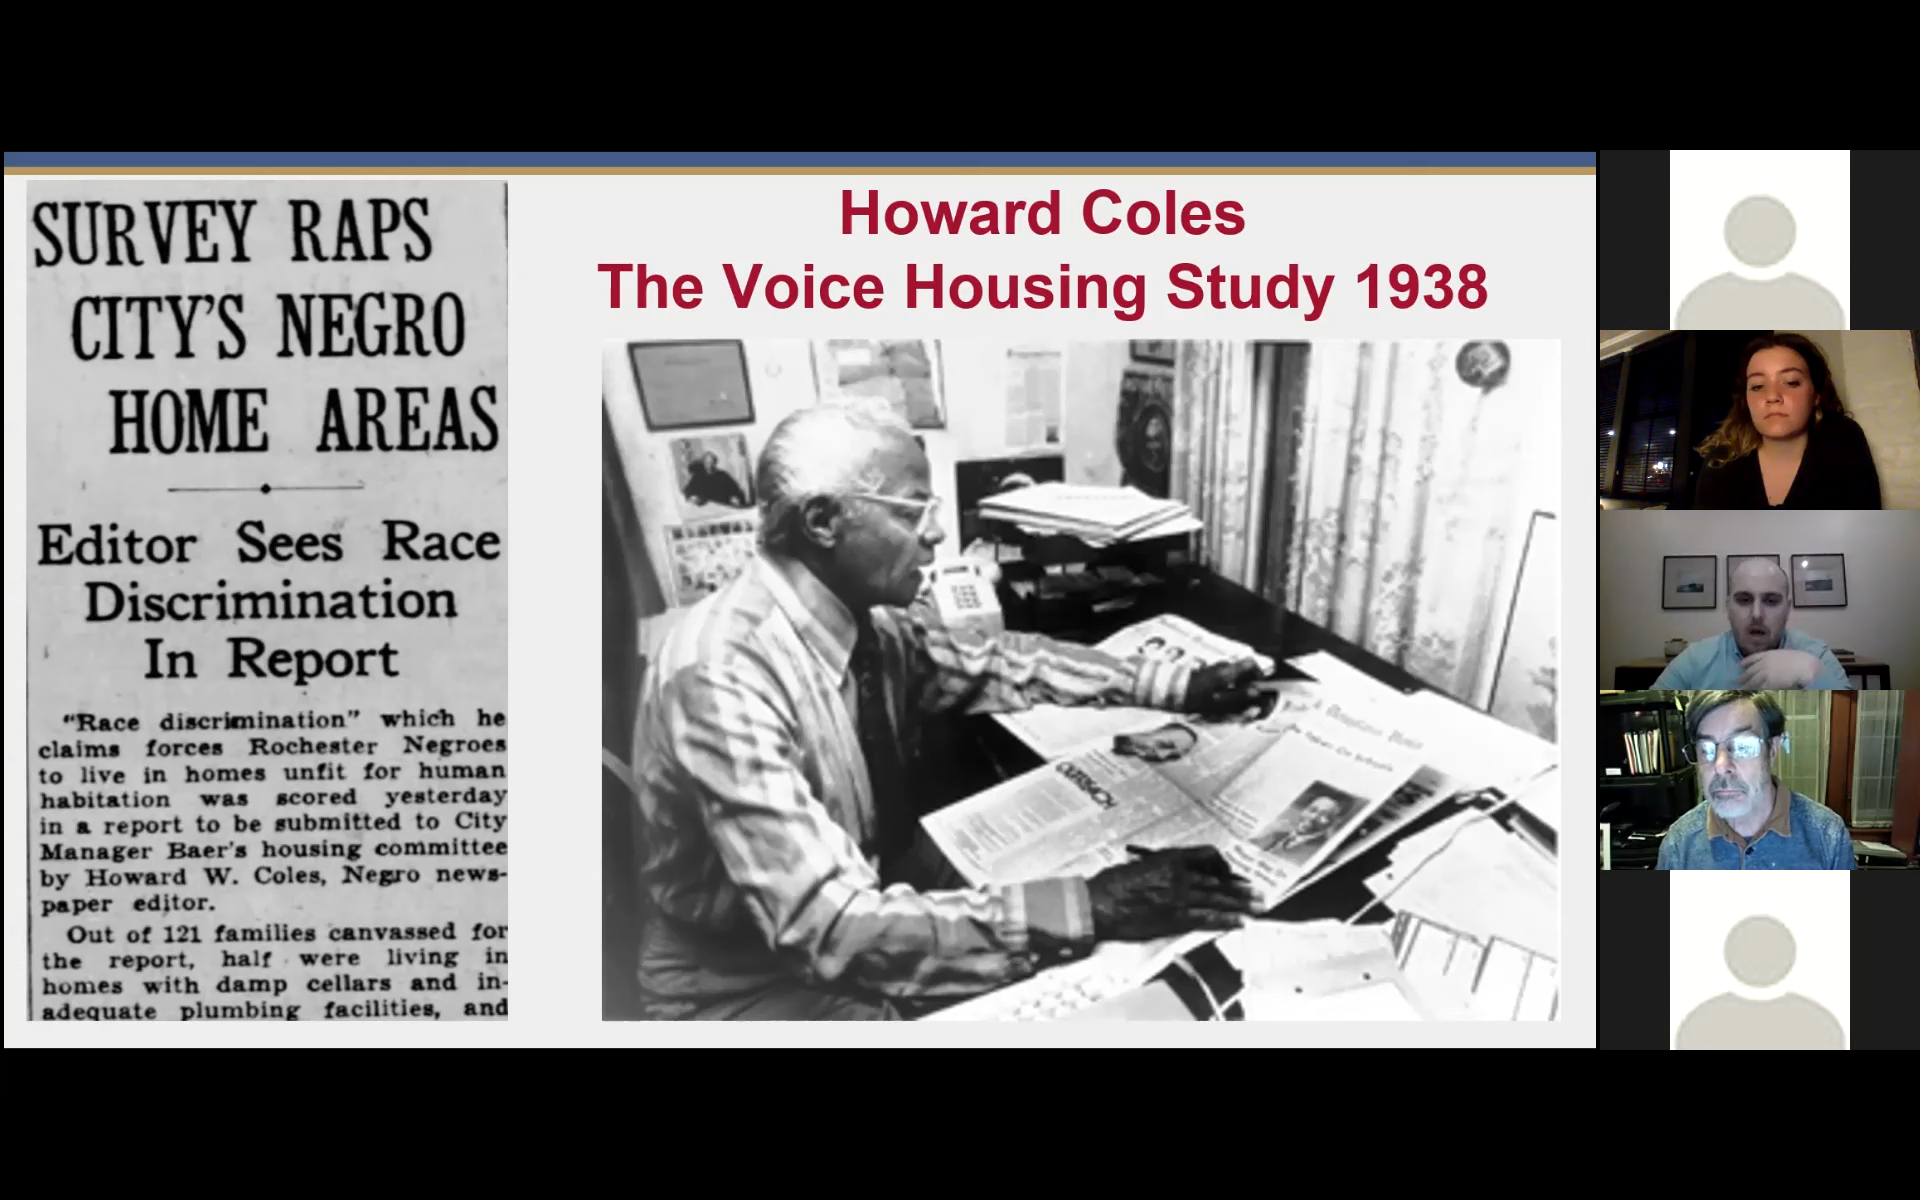 SURVEY RAPS
CITY'S NEGRO
HOME AREAS
Editor Sees Race
Discrimination
In Report
"Race discrimination" which he
claims forces Rochester Negroes
to live in homes unfit for human
habitation was scored yesterday
in a report to be submitted to City
Manager Baer's housing committee
by Howard W. Coles, Negro news-
paper editor.
Out of 121 families canvassed for
the report, half were living in
homes with damp cellars and in-
adequate plumbing facilities, and
Howard Coles
The Voice Housing Study 1938
OUTREACH